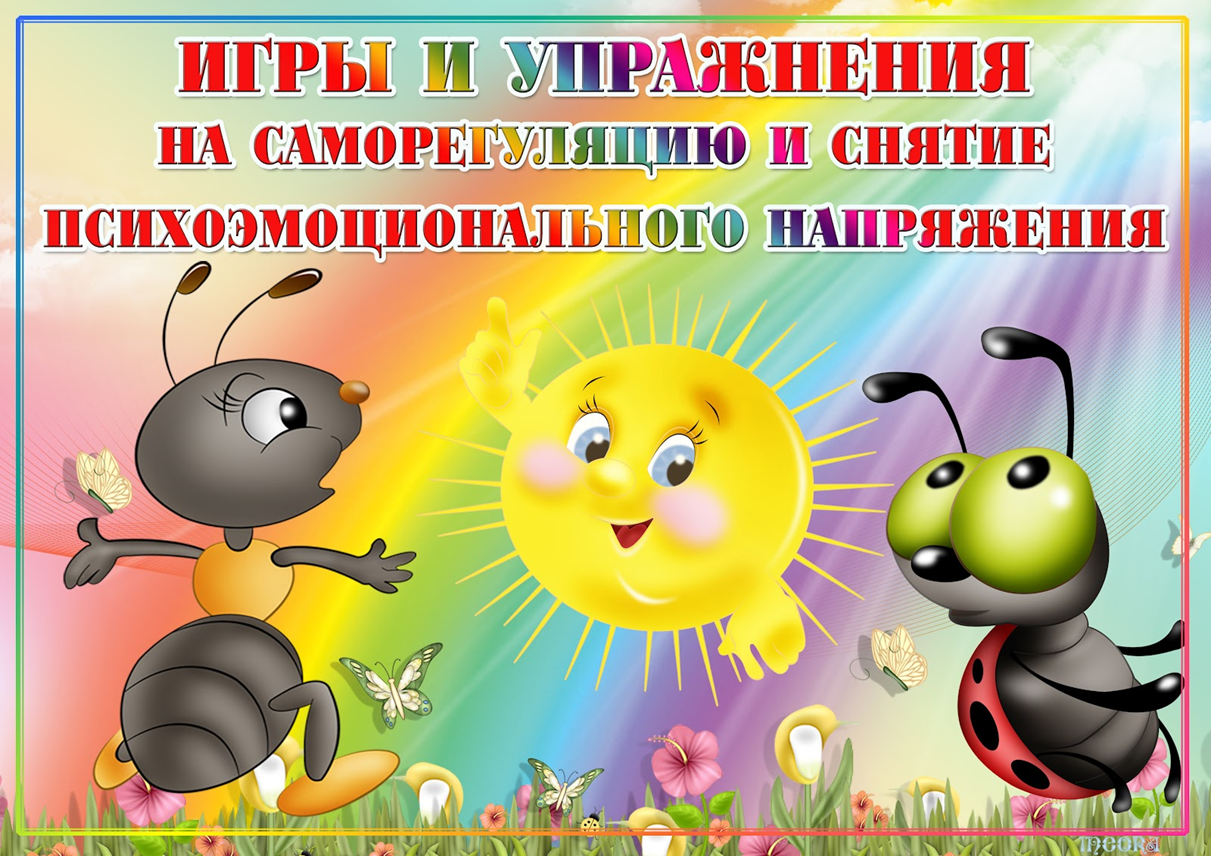 ИГРЫ И УПРАЖНЕНИЯ
НА САМОРЕГУЛЯЦИЮ И СНЯТИЕ
ПСИХОЭМОЦИОНАЛЬНОГО НАПРЯЖЕНИЯ